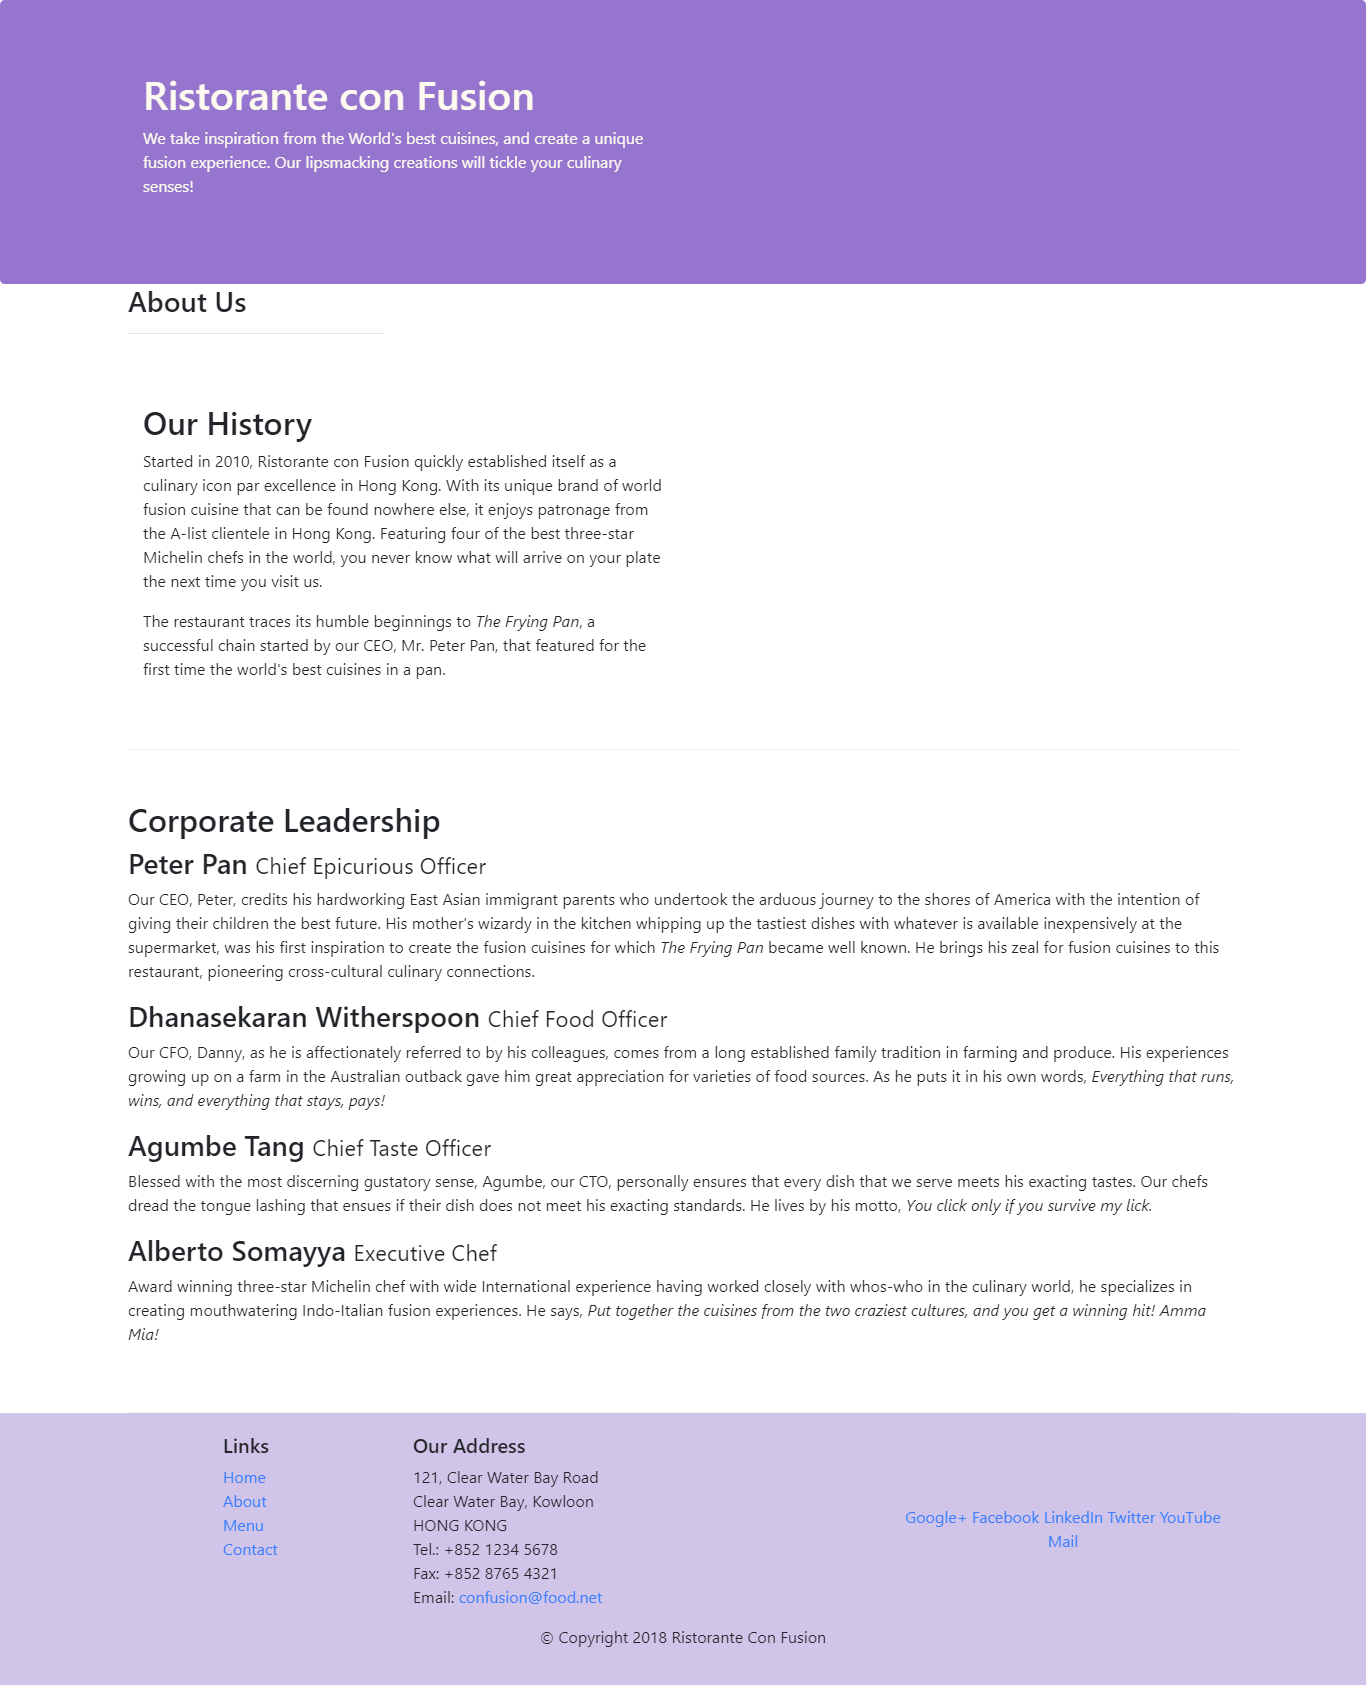 Ristorante con Fusion
We take inspiration from the World's best cuisines, and create a unique
fusion experience. Our lipsmacking creations will tickle your culinary
senses!
About Us
Our History
Started in 2010, Ristorante con Fusion quickly established itself as a
culinary icon par excellence in Hong Kong. With its unique brand of world
fusion cuisine that can be found nowhere else, it enjoys patronage from
the A-list clientele in Hong Kong. Featuring four of the best three-star
Michelin chefs in the world, you never know what will arrive on your plate
the next time you visit us.
The restaurant traces its humble beginnings to The Frying Pan, a
successful chain started by our CEO, Mr. Peter Pan, that featured for the
first time the world's best cuisines in a pan.
Corporate Leadership
Peter Pan Chief Epicurious Officer
Our CEO, Peter, credits his hardworking East Asian immigrant parents who undertook the arduous journey to the shores of America with the intention of
giving their children the best future. His mother's wizardy in the kitchen whipping up the tastiest dishes with whatever is available inexpensively at the
supermarket, was his first inspiration to create the fusion cuisines for which The Frying Pan became well known. He brings his zeal for fusion cuisines to this
restaurant, pioneering cross-cultural culinary connections.
Dhanasekaran Witherspoon Chief Food Officer
Our CFO, Danny, as he is affectionately referred to by his colleagues, comes from a long established family tradition in farming and produce. His experiences
growing up on a farm in the Australian outback gave him great appreciation for varieties of food sources. As he puts it in his own words, Everything that runs,
wins, and everything that stays, pays!
Agumbe Tang Chief Taste Officer
Blessed with the most discerning gustatory sense, Agumbe, our CTO, personally ensures that every dish that we serve meets his exacting tastes. Our chefs
dread the tongue lashing that ensues if their dish does not meet his exacting standards. He lives by his motto, You click only if you survive my lick.
Alberto Somayya Executive Chef
Award winning three-star Michelin chef with wide International experience having worked closely with whos-who in the culinary world, he specializes in
creating mouthwatering Indo-Italian fusion experiences. He says, Put together the cuisines from the two craziest cultures, and you get a winning hit! Amma
Mia!
Links
Home
About
Menu
Contact
Our Address
121, Clear Water Bay Road
Clear Water Bay, Kowloon
HONG KONG
Tel.: +852 1234 5678
Fax: +852 8765 4321
Email: confusion@food.net
Google+ Facebook LinkedIn Twitter YouTube
Mail
© Copyright 2018 Ristorante Con Fusion